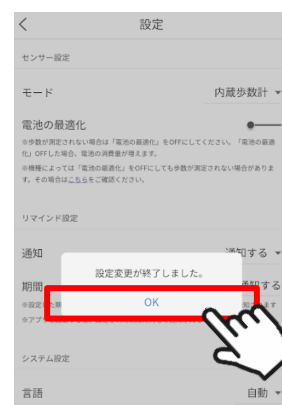 設定
センサー設定
モード 内蔵歩数計
電池の最適化
※歩数が測定されない場合は「電池の最適化」をOFFにしてください。「電池の最適
化」OFFした場合、電池の消費量が増えます。
※機種によっては「電池の最適化」をOFFにしても歩数が測定されない場合がありま
す。その場合はこちらをご確認ください。
リマインド設定
通知 通知する
設定変更が終了しました。
期間 通知する
OK
※設定した期
※アプリ
システム設定
言語 自動